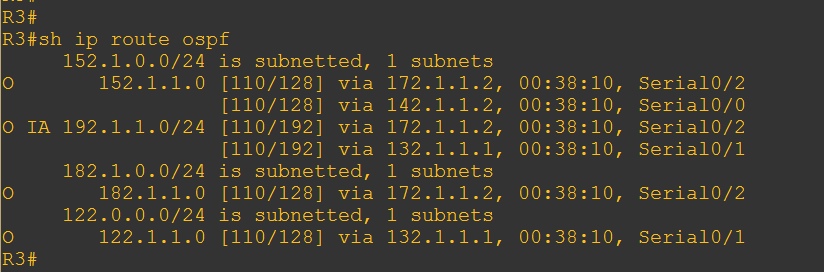 R3#
R3#
R3#sh ip route ospf
     152.1.0.0/24 is subnetted, 1 subnets
O       152.1.1.0 [110/128] via 172.1.1.2, 00:38:10, Serial0/2
                  [110/128] via 142.1.1.2, 00:38:10, Serial0/0
O IA 192.1.1.0/24 [110/192] via 172.1.1.2, 00:38:10, Serial0/2
                  [110/192] via 132.1.1.1, 00:38:10, Serial0/1
     182.1.0.0/24 is subnetted, 1 subnets
O       182.1.1.0 [110/128] via 172.1.1.2, 00:38:10, Serial0/2
     122.0.0.0/24 is subnetted, 1 subnets
O       122.1.1.0 [110/128] via 132.1.1.1, 00:38:10, Serial0/1
R3#